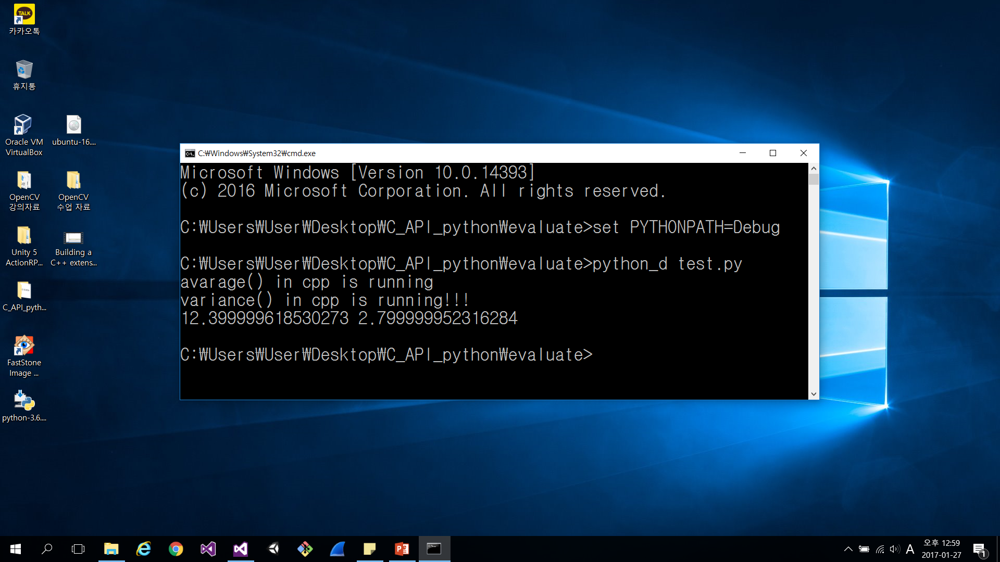 TALK
카카오톡
휴지통
Oracle VM
VirtualBox
ubuntu-16....
OpenCV
강의자료
OpenCV
수업 자료
Unity 5
ActionRP...
Building a
C++ extens...
C_API_pyth...
FastStone
Image ...
python-3.6....
C:\Windows\System32\cmd.exe
Microsoft Windows [Version 10.0.14393]
(c) 2016 Microsoft Corporation. All rights reserved.
C:₩Users₩User₩Desktop₩C_API_python₩evaluate>set PYTHONPATH=Debug
C:₩Users₩User₩Desktop₩C_API_python₩evaluate>python_d test.py
avarage() in cpp is running
variance() in cpp is running!!!
12.399999618530273 2.799999952316284
C:₩Users₩User₩Desktop₩C_API_python₩evaluate>
A
오후 12:59
2017-01-27
1